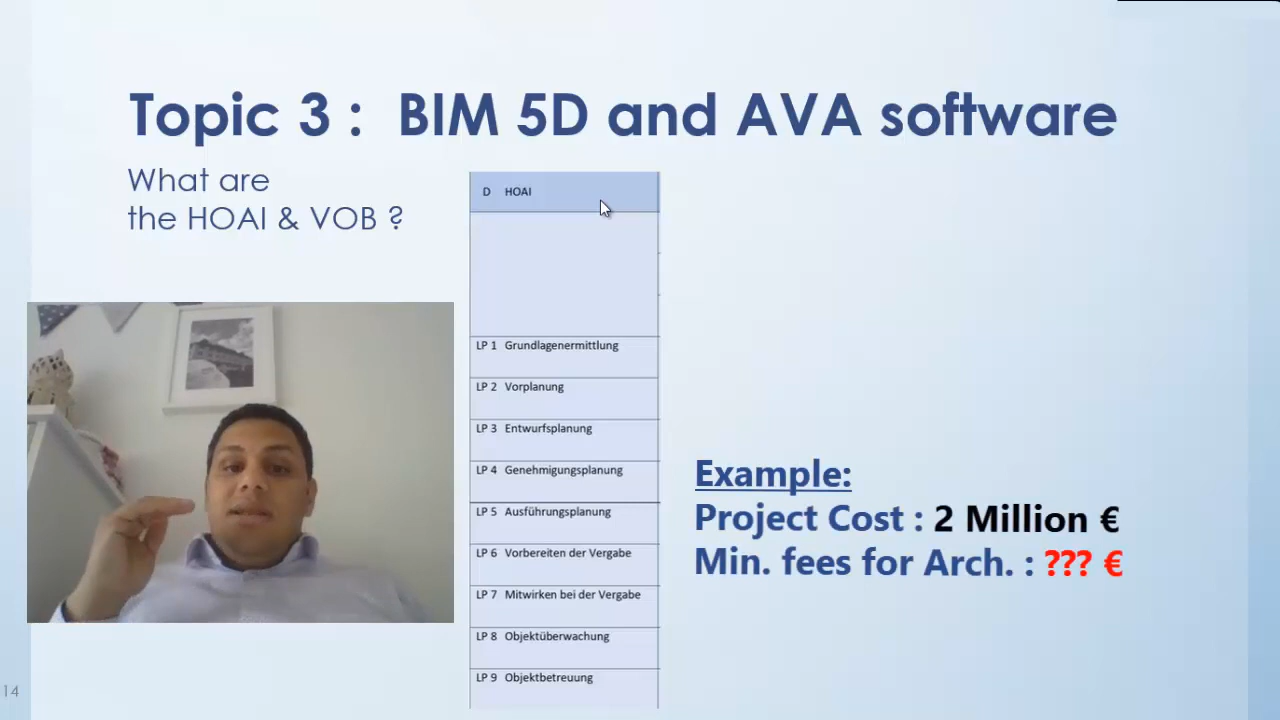 Topic 3 : BIM 5D and AVA software
What are
the HOAI & VOB ?
D HOAI
LP 1 Grundlagenermittlung
LP 2 Vorplanung
LP 3 Entwurfsplanung
LP 4 Genehmigungsplanung
LP 5 Ausführungsplanung
LP 6 Vorbereiten der Vergabe
LP 7 Mitwirken bei der Vergabe
LP 8 Objektüberwachung
LP 9 Objektbetreuung
Example:
Project Cost : 2 Million €
Min. fees for Arch. : ??? €
14